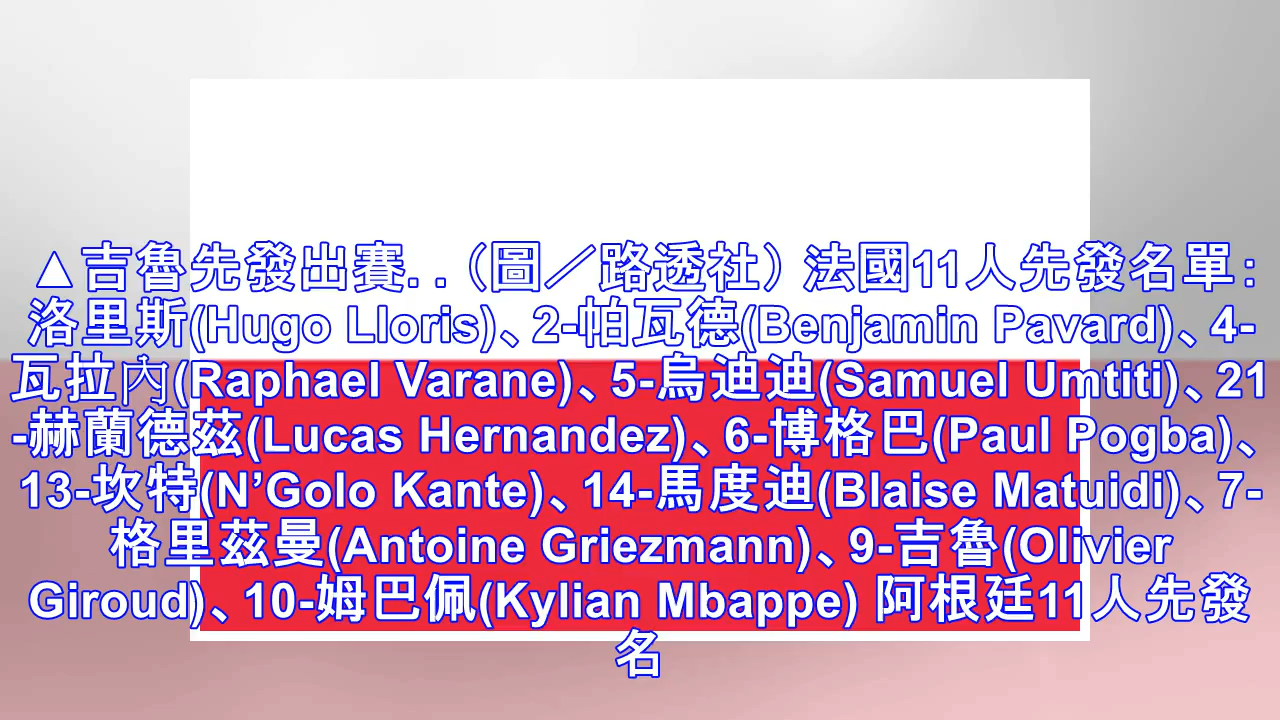 ▲吉魯先發出賽. .（圖／路透社） 法國11人先發名單：
洛里斯(Hugo Lloris)、2-帕瓦德(Benjamin Pavard)、4-
瓦拉內(Raphael Varane)、5-烏迪迪(Samuel Umtiti)、21
-赫蘭德茲(Lucas Hernandez)、6-博格巴(Paul Pogba)、
13-坎特(N’Golo Kante)、14-馬度迪(Blaise Matuidi)、7-
格里茲曼(Antoine Griezmann)、9-吉魯(Olivier
Giroud)、10-姆巴佩(Kylian Mbappe) 阿根廷11人先發
名